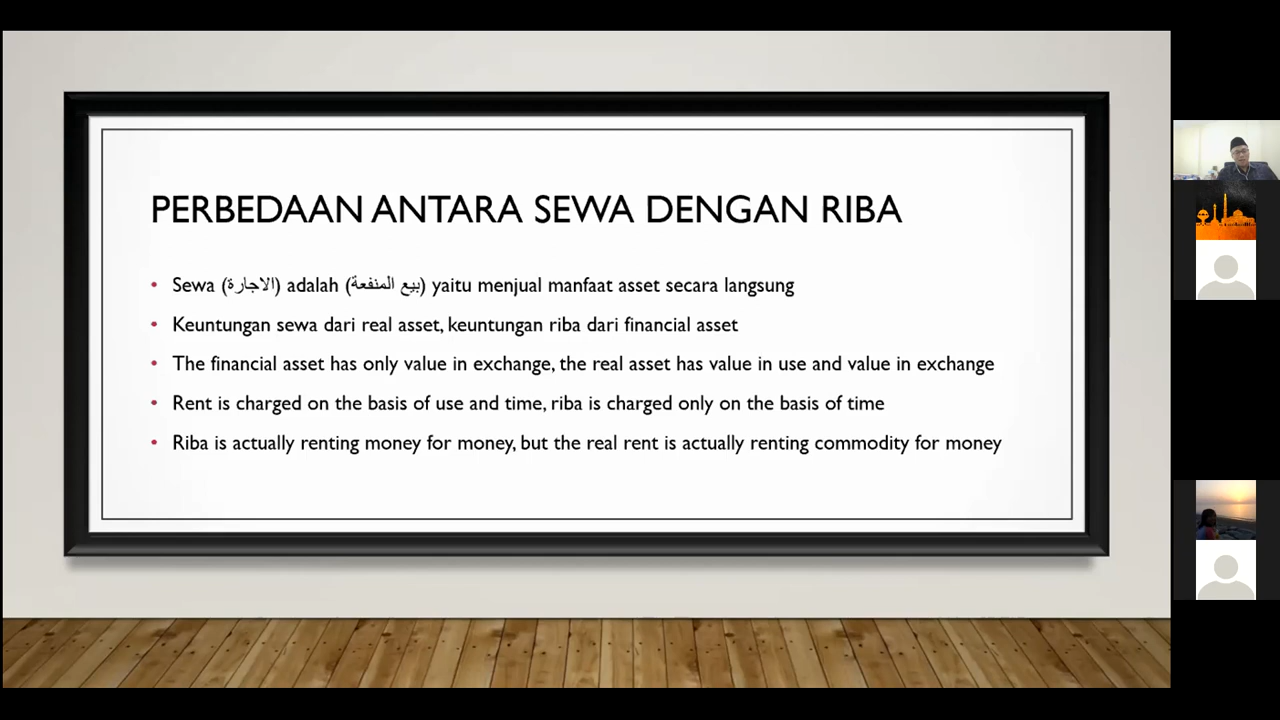 PERBEDAAN ANTARA SEWA DENGAN RIBA
• Sewa (الاجارة) adalah (بيع المنفعة) yaitu menjual manfaat asset secara langsung
• Keuntungan sewa dari real asset, keuntungan riba dari financial asset
• The financial asset has only value in exchange, the real asset has value in use and value in exchange
• Rent is charged on the basis of use and time, riba is charged only on the basis of time
• Riba is actually renting money for money, but the real rent is actually renting commodity for money